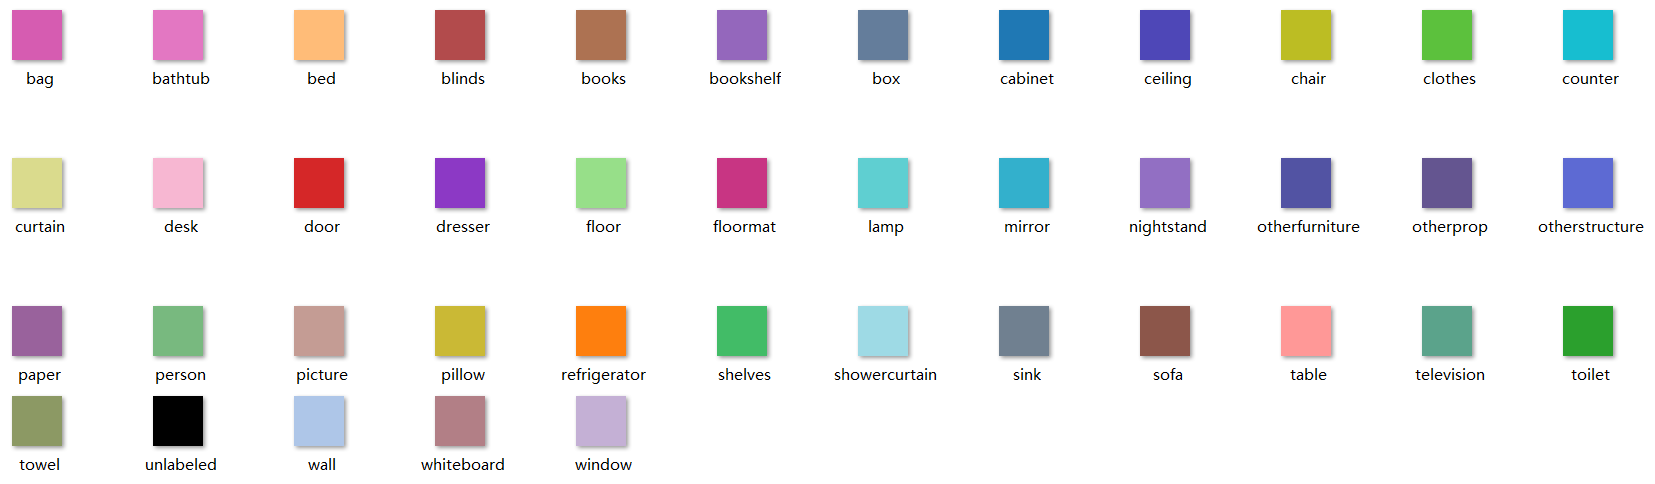 bag bathtub bed blinds books bookshelf box cabinet ceiling chair clothes counter
curtain desk door dresser floor floormat lamp mirror nightstand otherfurniture otherprop otherstructure
paper person picture pillow refrigerator shelves showercurtain sink sofa table television toilet
towel unlabeled wall whiteboard window